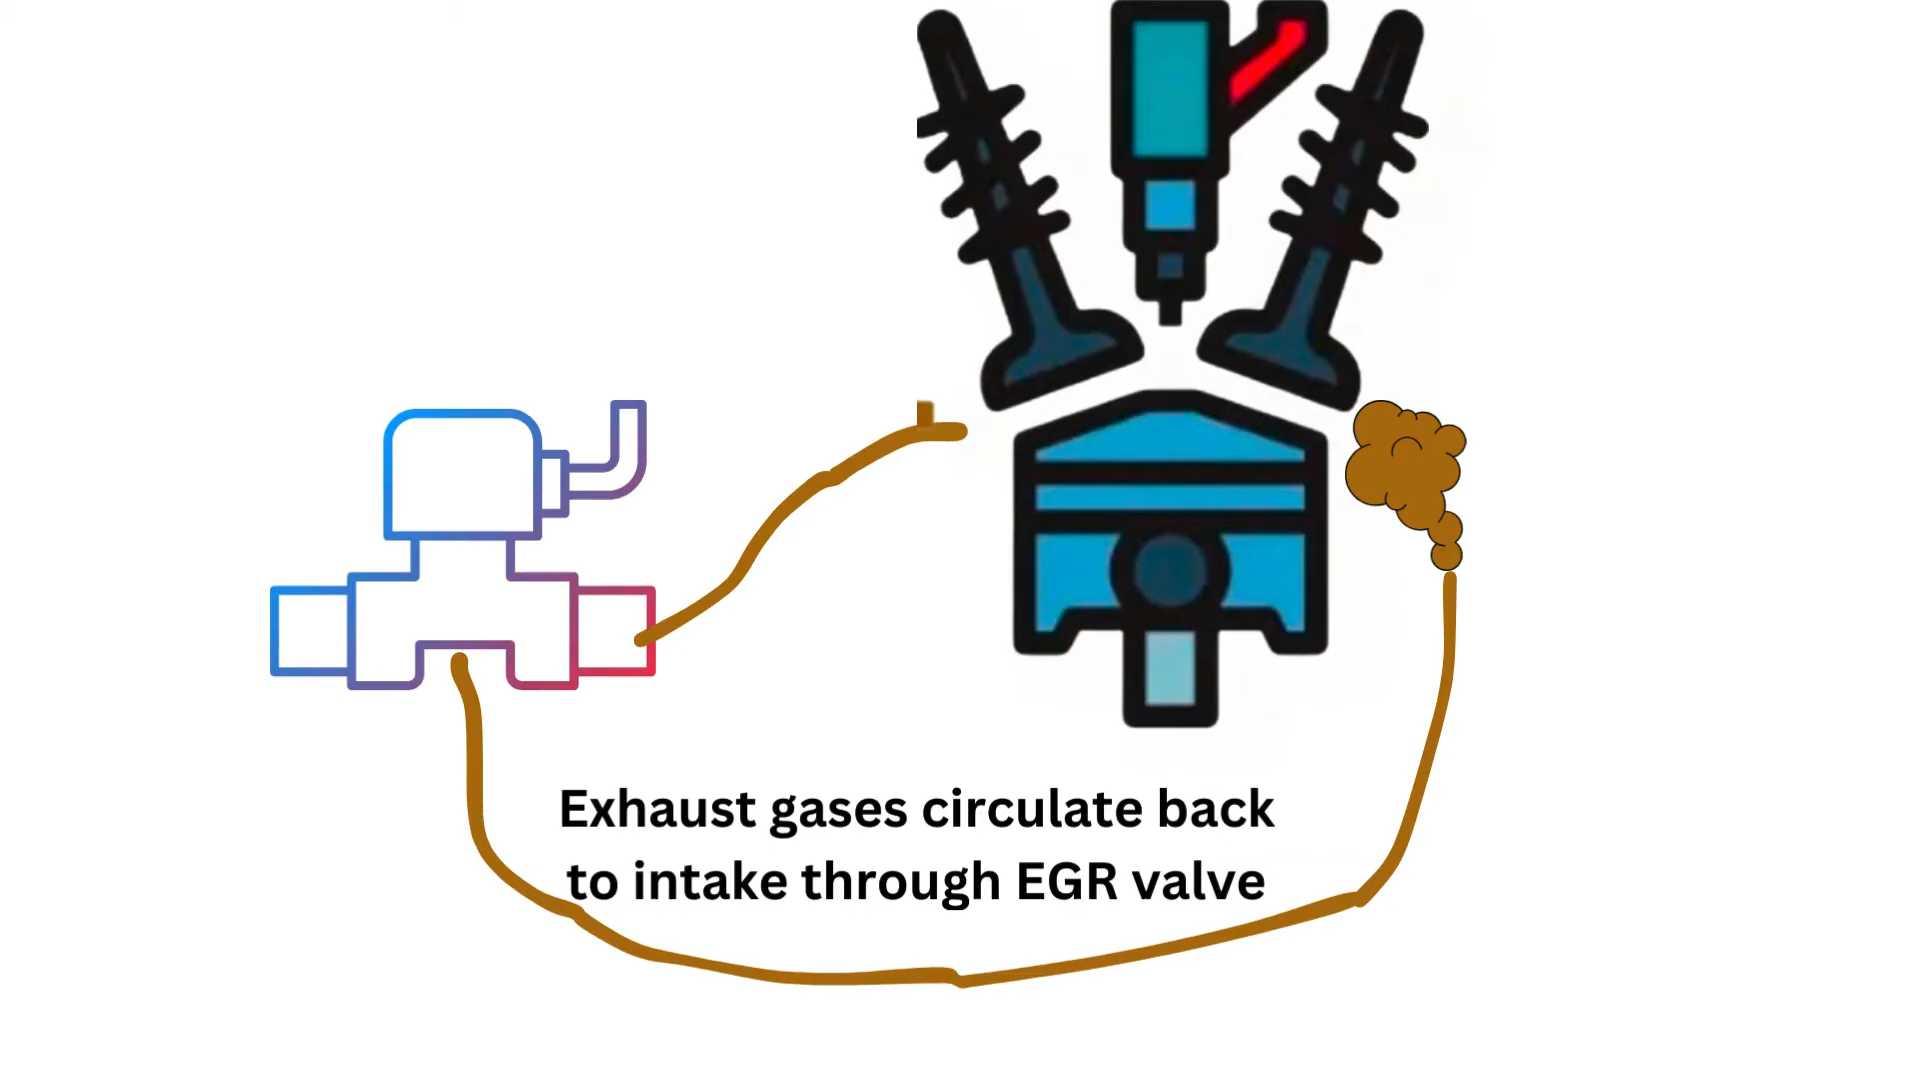 Exhaust gases circulate back
to intake through EGR valve